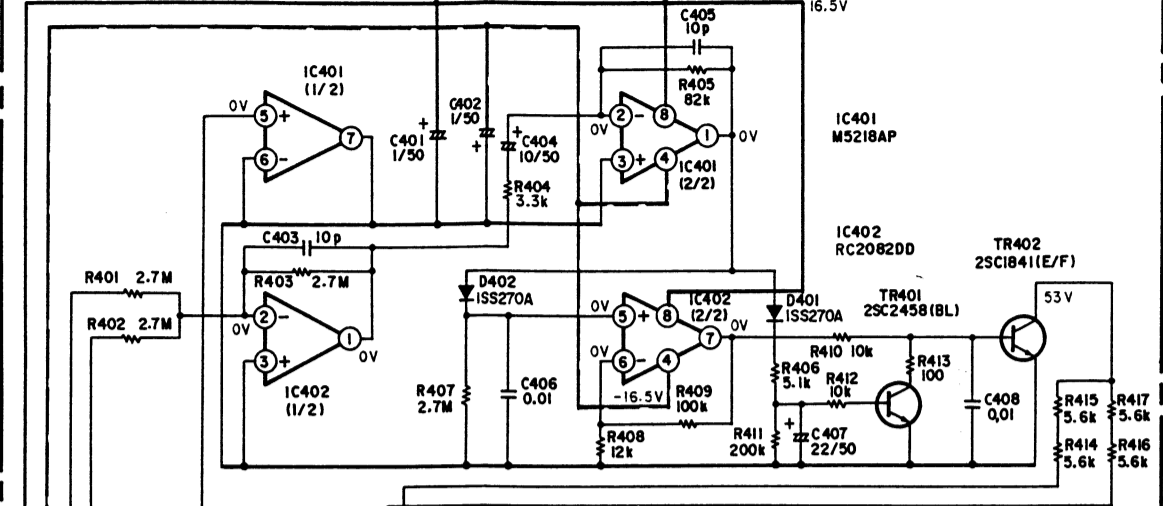 16.5V
C405
10p
R405
82k
IC401
(1/2)
0V
5
+
6
-
7
+
C401
1/50
C402
1/50
+
+
C404
10/50
R404
3.3k
2
-
0V
3
+
8
4
1
0V
IC401
(2/2)
IC401
M5218AP
IC402
RC2082DD
C403
10p
R403
2.7M
R401 2.7M
R402 2.7M
0V
2
-
3
+
1
0V
IC402
(1/2)
D402
1SS270A
R407
2.7M
C406
0.01
0V
5
+
0V
6
-
8
4
7
0V
IC402
(2/2)
-16.5V
R409
100k
R408
12k
D401
1SS270A
R406
5.1k
R410 10k
R412
10k
R411
200k
+
C407
22/50
TR401
2SC2458(BL)
R413
100
C408
0,01
TR402
2SC1841(E/F)
53V
R415
5.6k
R417
5.6k
R414
5.6k
R416
5.6k